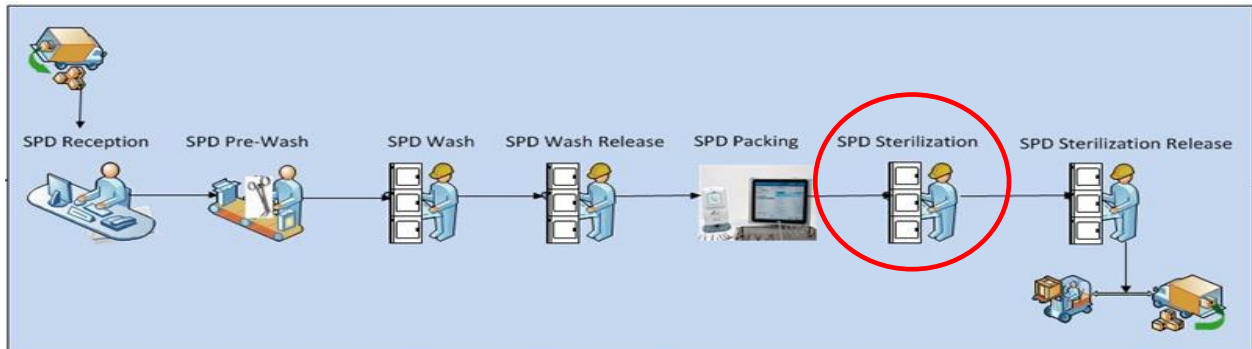 SPD Reception
SPD Pre-Wash
SPD Wash
SPD Wash Release
SPD Packing
SPD Sterilization
SPD Sterilization Release